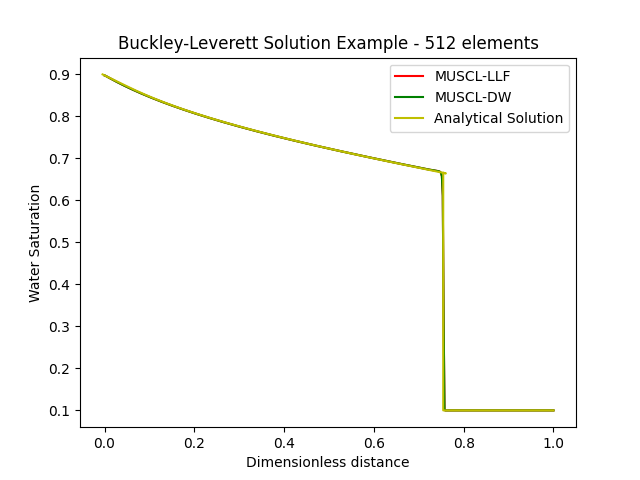 Buckley-Leverett Solution Example - 512 elements
MUSCL-LLF
MUSCL-DW
Analytical Solution
Water Saturation
0.9
0.8
0.7
0.6
0.5
0.4
0.3
0.2
0.1
0.0 0.2 0.4 0.6 0.8 1.0
Dimensionless distance